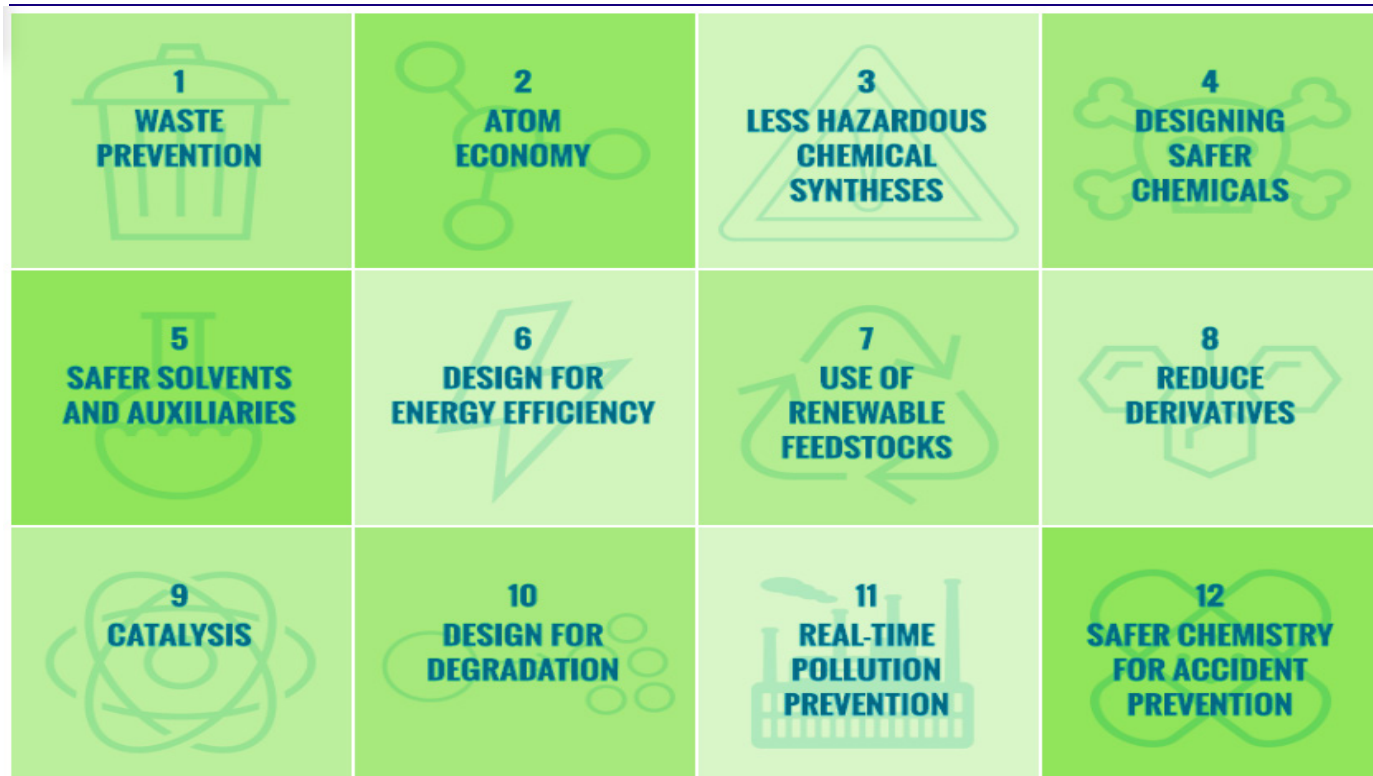 1
WASTE
PREVENTION
2
ATOM
ECONOMY
3
LESS HAZARDOUS
CHEMICAL
SYNTHESES
4
DESIGNING
SAFER
CHEMICALS
5
SAFER SOLVENTS
AND AUXILIARIES
6
DESIGN FOR
ENERGY EFFICIENCY
7
USE OF
RENEWABLE
FEEDSTOCKS
8
REDUCE
DERIVATIVES
9
CATALYSIS
10
DESIGN FOR
DEGRADATION
11
REAL-TIME
POLLUTION
PREVENTION
12
SAFER CHEMISTRY
FOR ACCIDENT
PREVENTION